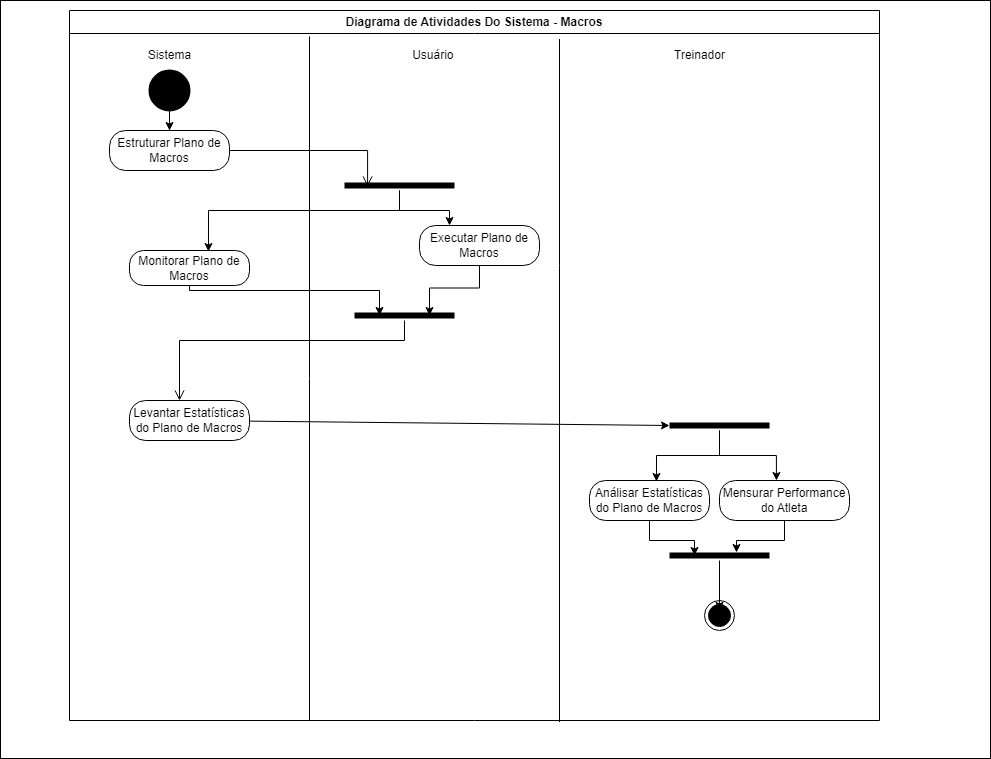 Diagrama de Atividades Do Sistema - Macros
Sistema
Usuário
Treinador
Estruturar Plano de
Macros
Executar Plano de
Macros
Monitorar Plano de
Macros
Levantar Estatísticas
do Plano de Macros
Análisar Estatísticas
do Plano de Macros
Mensurar Performance
do Atleta